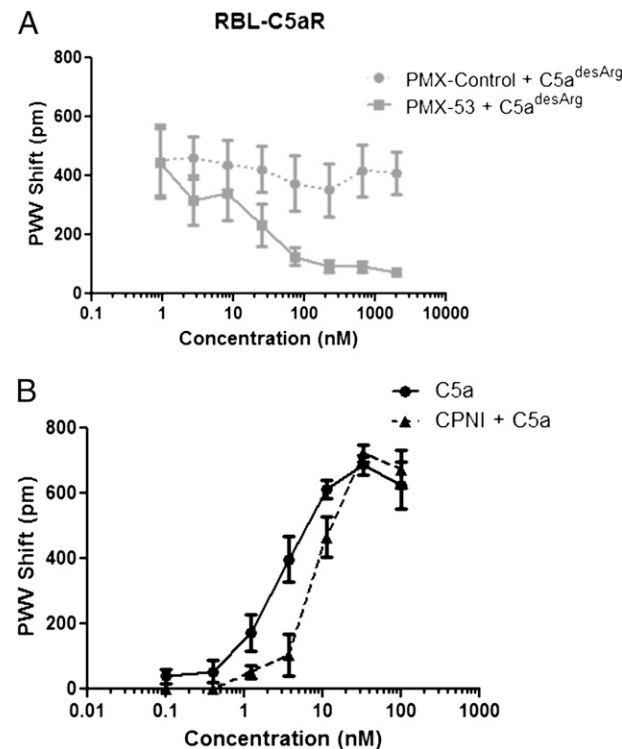 A
RBL-C5aR
800
600
400
200
0
PWV Shift (pm)
0.1 1 10 100 1000 10000
Concentration (nM)
PMX-Control + C5a^desArg
PMX-53 + C5a^desArg
B
800
600
400
200
0
PWV Shift (pm)
0.01 0.1 1 10 100 1000
Concentration (nM)
C5a
CPNI + C5a